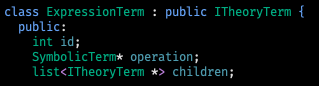 class ExpressionTerm : public ITheoryTerm {
  public:
    int id;
    SymbolicTerm* operation;
    list<ITheoryTerm *> children;